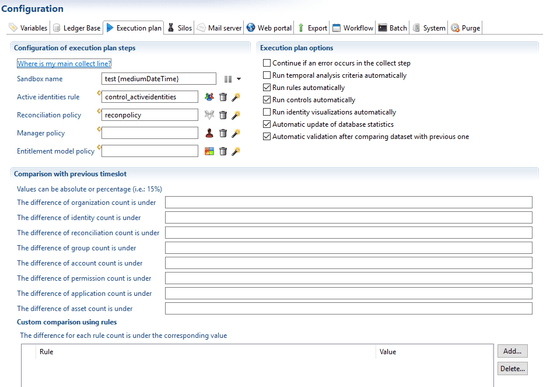 Configuration
Variables Ledger Base Execution plan Silos Mail server Web portal Export Workflow Batch System Purge
Configuration of execution plan steps
Where is my main collect line?
Sandbox name test {mediumDateTime}
Active identities rule control_activeidentities
Reconciliation policy reconpolicy
Manager policy
Entitlement model policy
Execution plan options
Continue if an error occurs in the collect step
Run temporal analysis criteria automatically
Run rules automatically
Run controls automatically
Run identity visualizations automatically
Automatic update of database statistics
Automatic validation after comparing dataset with previous one
Comparison with previous timeslot
Values can be absolute or percentage (i.e.: 15%)
The difference of organization count is under
The difference of identity count is under
The difference of reconciliation count is under
The difference of group count is under
The difference of account count is under
The difference of permission count is under
The difference of application count is under
The difference of asset count is under
Custom comparison using rules
The difference for each rule count is under the corresponding value
Rule Value
Add...
Delete...